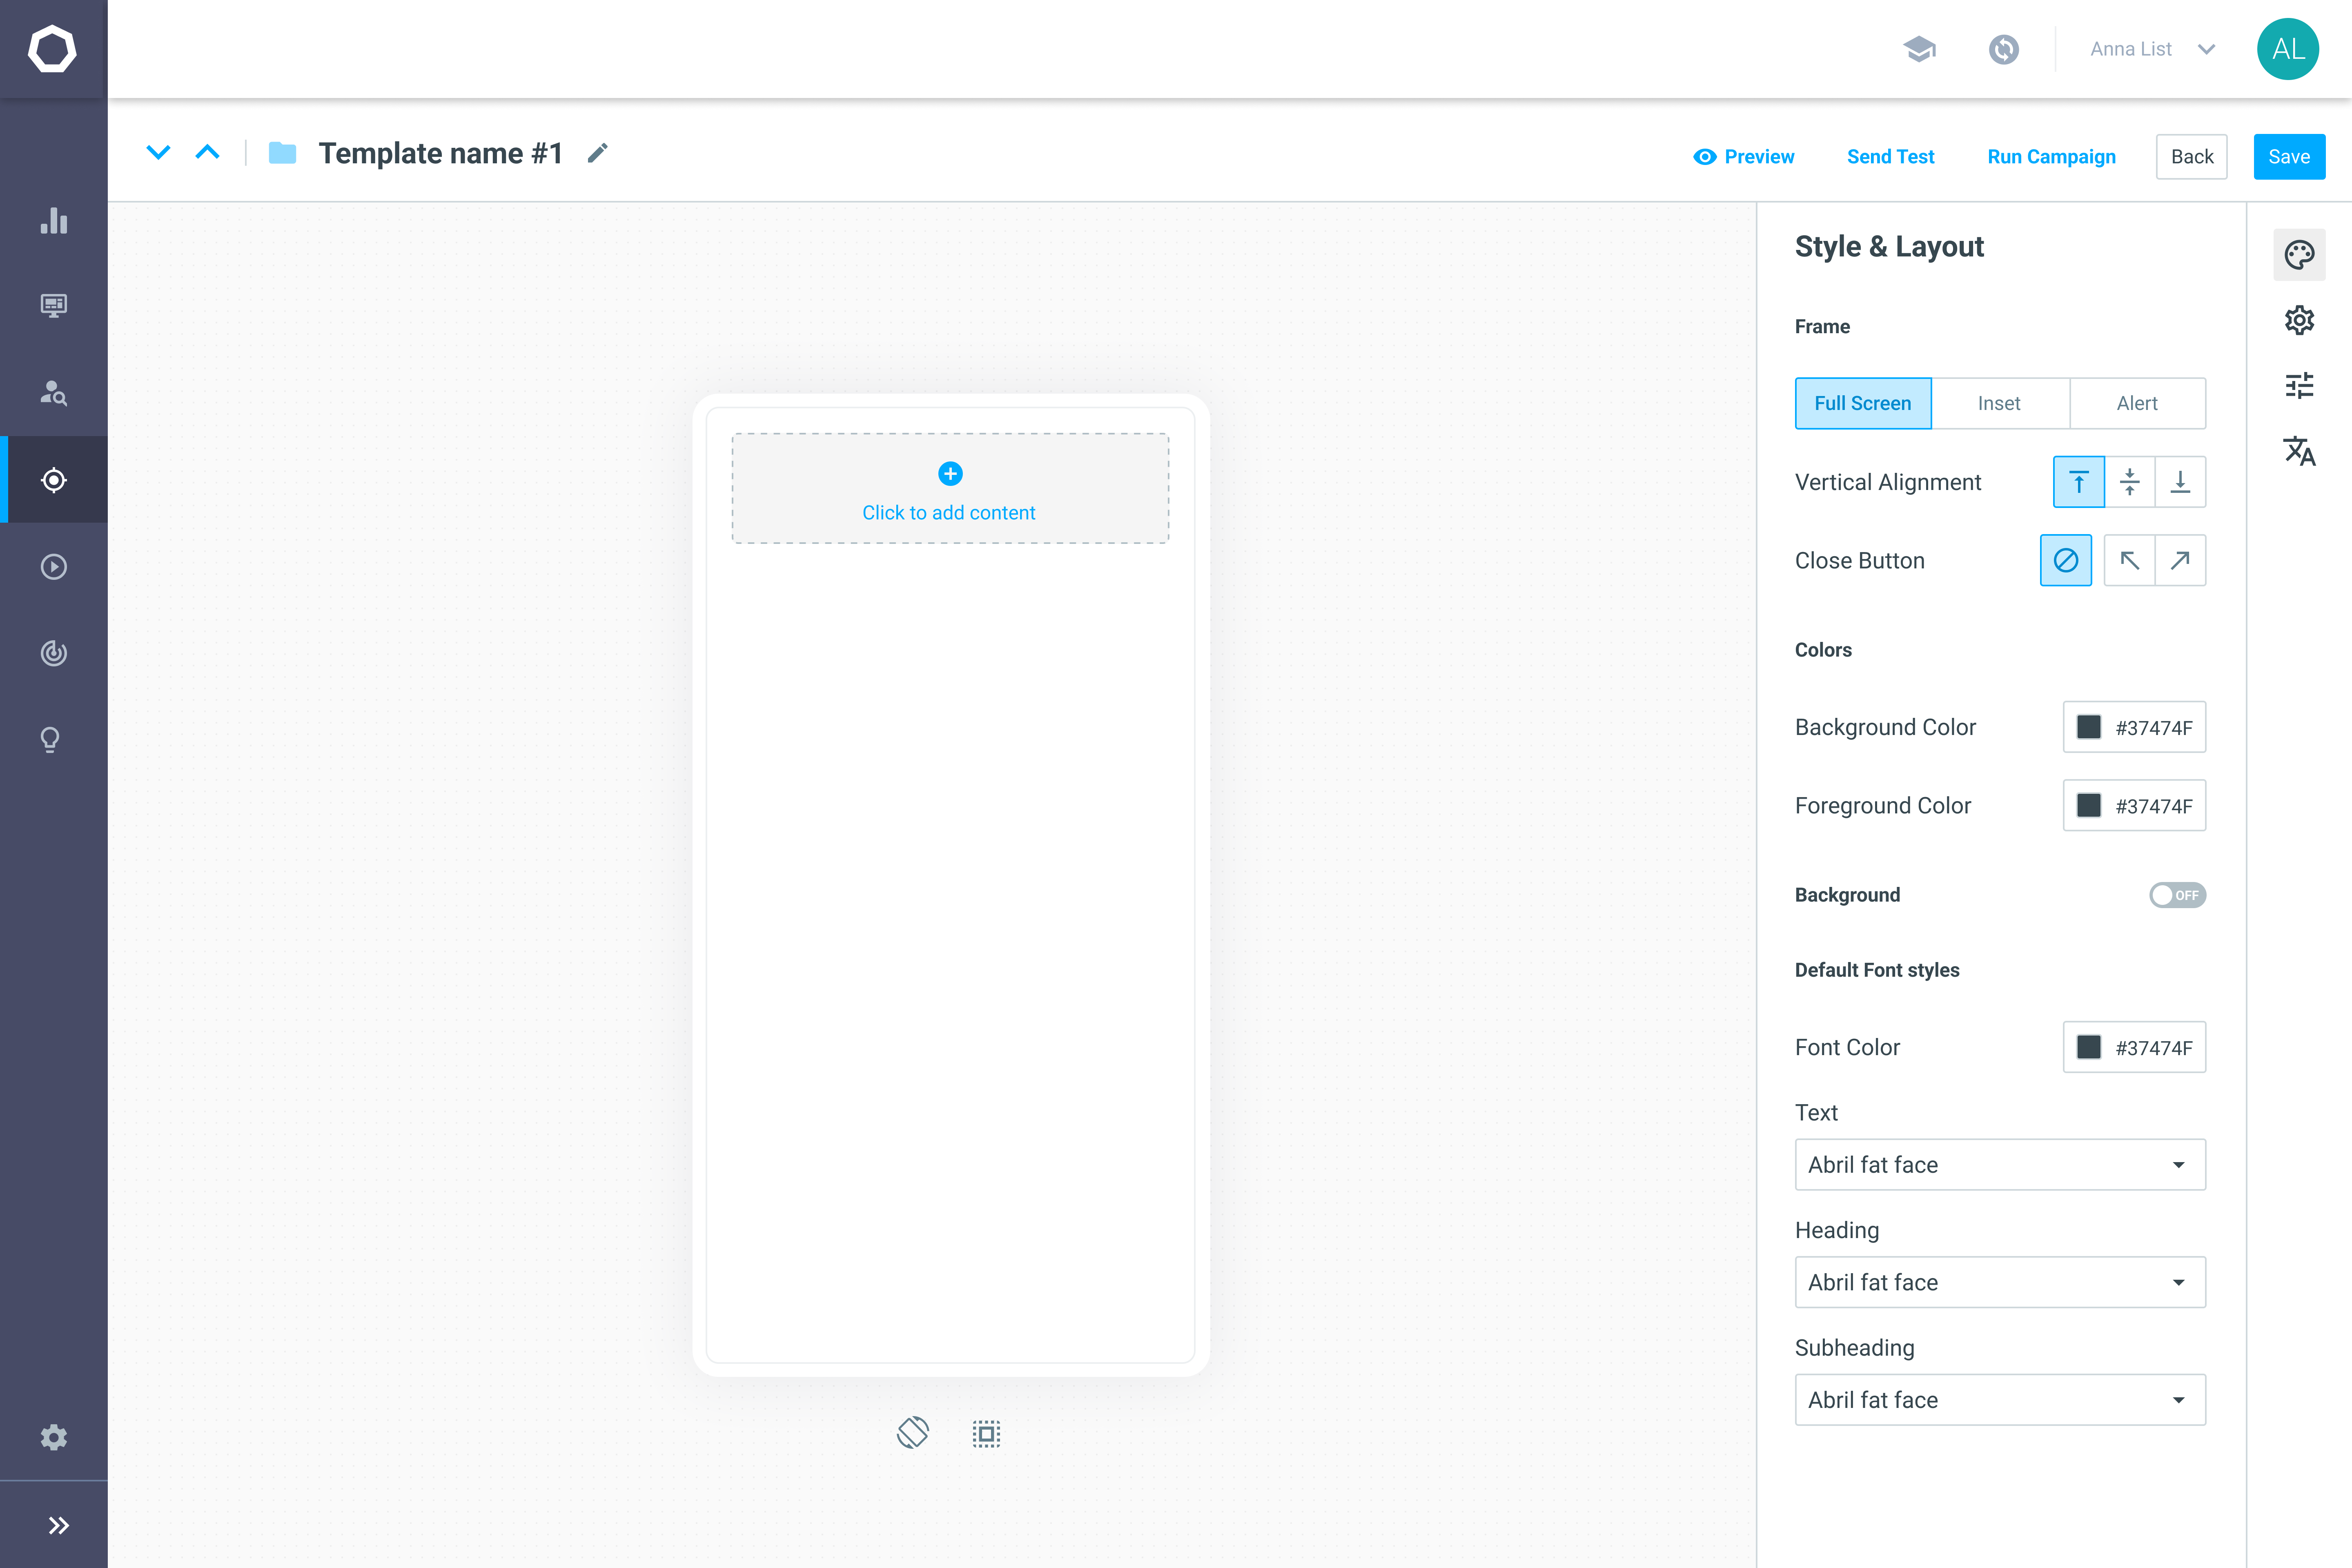 Anna List
AL
Template name #1
Preview
Send Test
Run Campaign
Back
Save
Click to add content
Style & Layout
Frame
Full Screen
Inset
Alert
Vertical Alignment
Close Button
Colors
Background Color
#37474F
Foreground Color
#37474F
Background
OFF
Default Font styles
Font Color
#37474F
Text
Abril fat face
Heading
Abril fat face
Subheading
Abril fat face